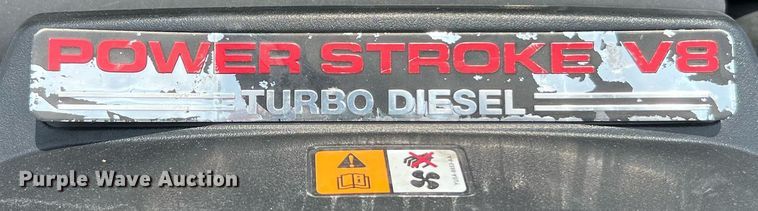 POWER STROKE V8
TURBO DIESEL
Purple Wave Auction